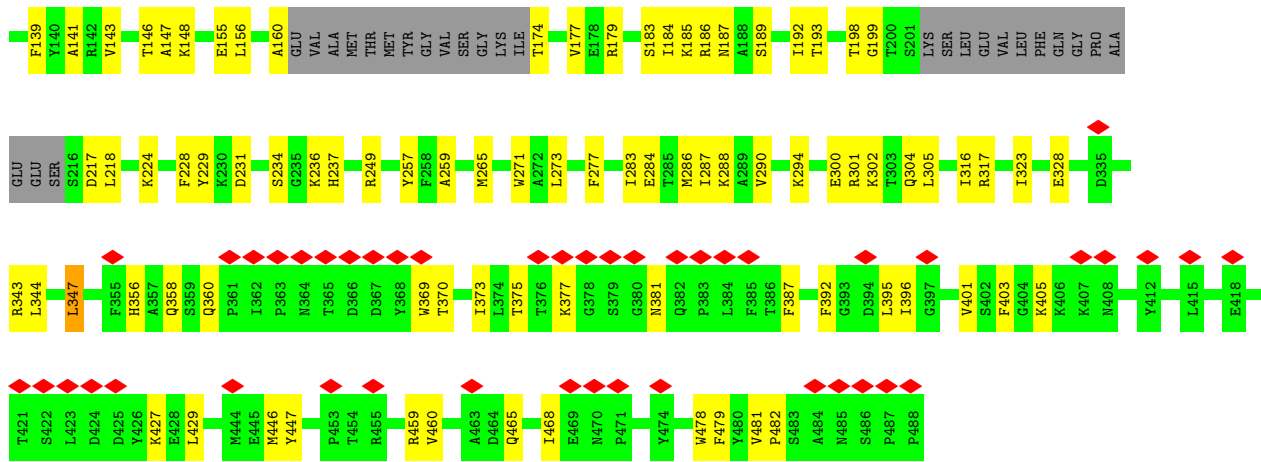 F139 Y140 A141 R142 V143 T146 A147 K148 E155 L156 A160 GLU VAL ALA MET THR MET TYR GLY VAL SER GLY LYS ILE T174 V177 E178 R179 S183 I184 K185 R186 N187 A188 S189 I192 T193 T198 G199 T200 S201 LYS SER LEU GLU VAL LEU PHE GLN GLY PRO ALA
GLU GLU SER S216 D217 L218 K224 F228 Y229 K230 D231 S234 G235 K236 H237 R249 Y257 F258 A259 M265 W271 A272 L273 F277 I283 E284 T285 M286 I287 K288 A289 V290 K294 E300 R301 K302 T303 Q304 L305 I316 R317 I323 E328 D335
R343 L344 L347 F355 H356 A357 Q358 S359 Q360 P361 I362 P363 N364 T365 D366 D367 Y368 W369 T370 I373 L374 T375 T376 K377 G378 S379 G380 N381 Q382 P383 L384 F385 T386 F387 F392 G393 D394 L395 I396 G397 V401 S402 F403 G404 K405 K406 K407 N408 Y412 L415 E418
T421 S422 L423 D424 D425 Y426 K427 E428 L429 M444 E445 M446 Y447 P453 T454 R455 R459 V460 A463 D464 Q465 I468 E469 N470 P471 Y474 W478 F479 Y480 V481 P482 S483 A484 N485 S486 P487 P488